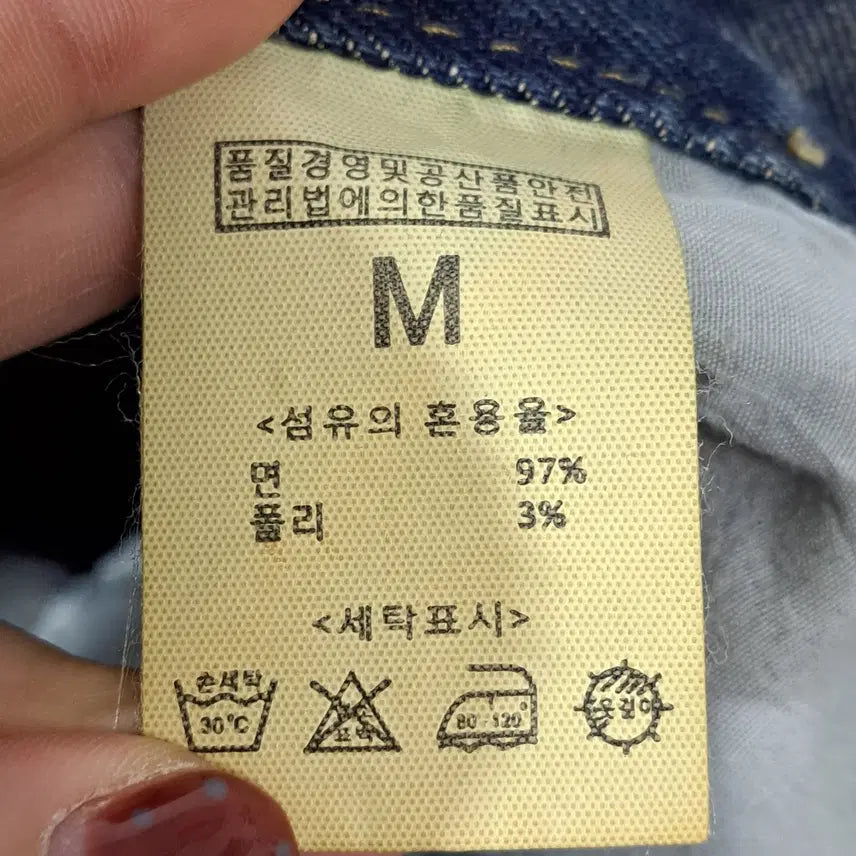 품질경영및공산품안전
관리법에의한품질표시
M
<섬유의 혼용율>
면 97%
폴리 3%
<세탁표시>
손세탁
30°C
표백
80-120°
옷걸이